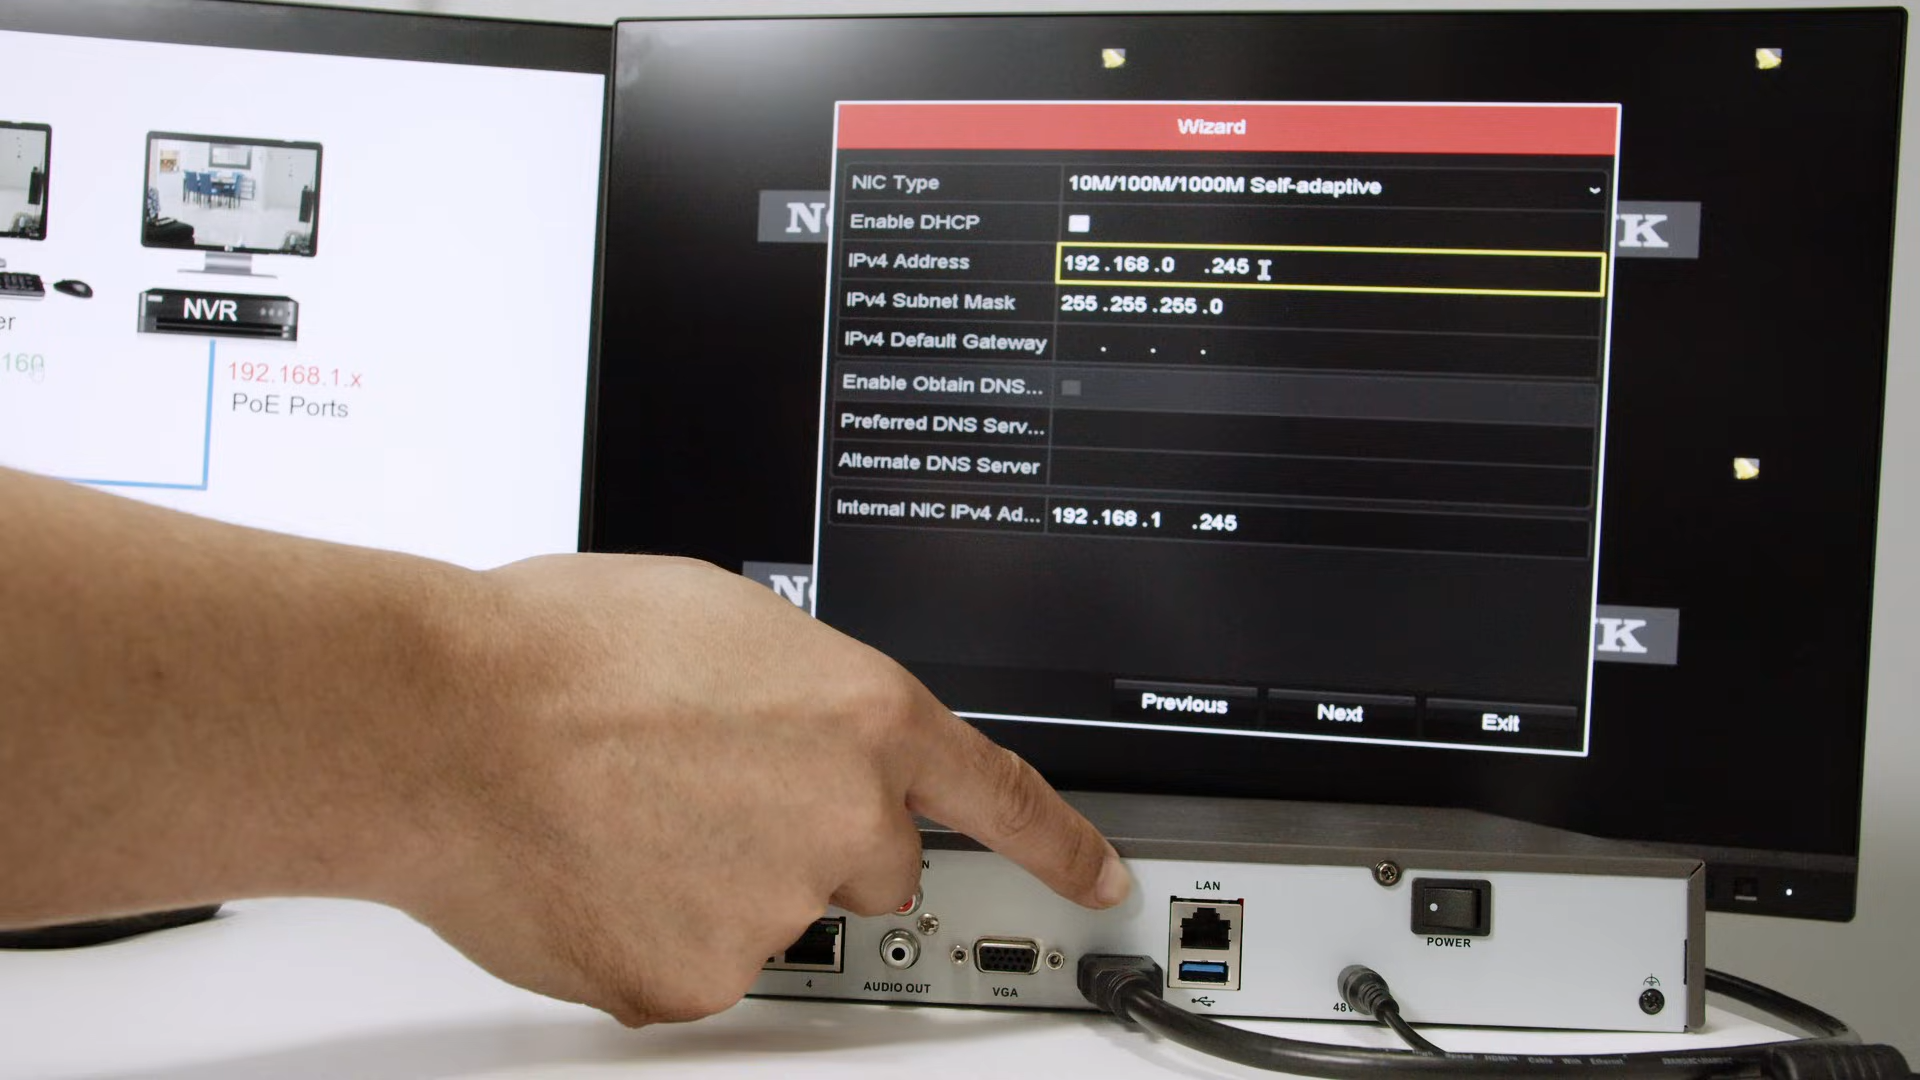 NVR
192.168.1.x
PoE Ports
er
160
Wizard
NIC Type 10M/100M/1000M Self-adaptive
Enable DHCP
IPv4 Address 192.168.0.245
IPv4 Subnet Mask 255.255.255.0
IPv4 Default Gateway . . .
Enable Obtain DNS...
Preferred DNS Serv...
Alternate DNS Server
Internal NIC IPv4 Ad... 192.168.1.245
Previous Next Exit
N
K
N
K
N
LAN
POWER
4
AUDIO OUT
VGA
48V